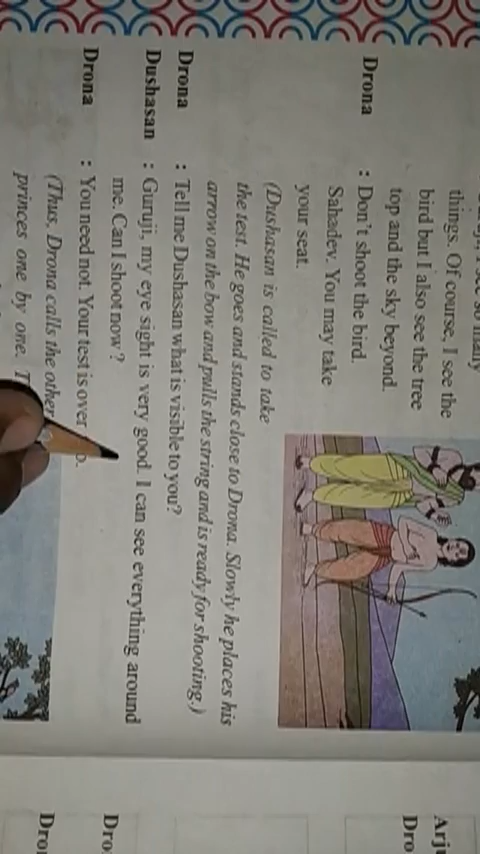 things. Of course, I see the
bird but I also see the tree
top and the sky beyond.
Drona : Don't shoot the bird.
Sahadev. You may take
your seat.
(Dushasan is called to take
the test. He goes and stands close to Drona. Slowly he places his
arrow on the bow and pulls the string and is ready for shooting.)
Drona : Tell me Dushasan what is visible to you?
Dushasan : Guruji, my eye sight is very good. I can see everything around
me. Can I shoot now?
Drona : You need not. Your test is over
(Thus, Drona calls the other
princes one by one.